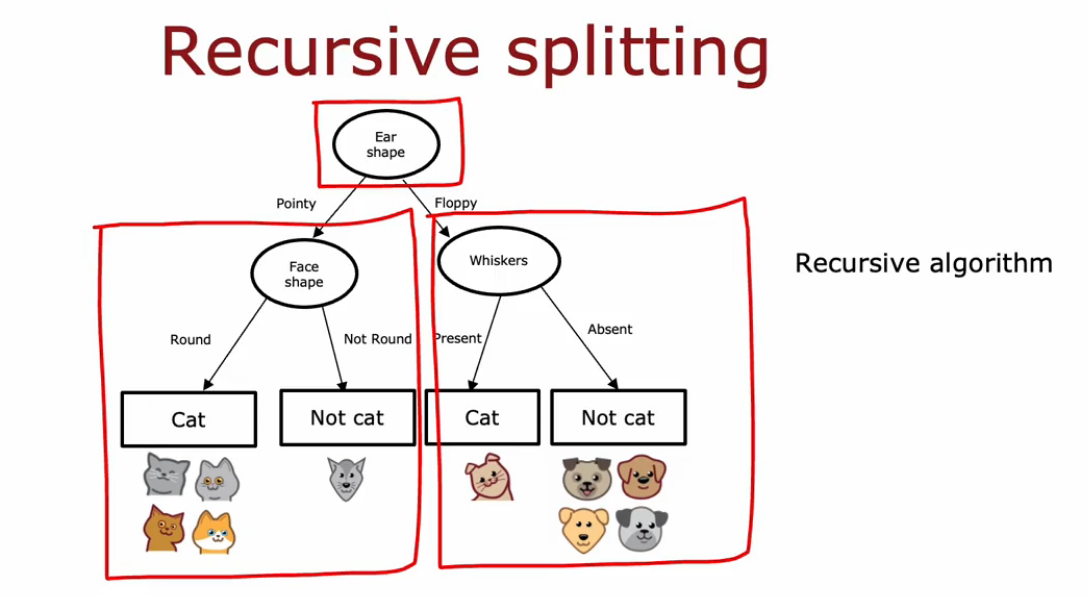 Recursive splitting
Ear
shape
Pointy
Floppy
Face
shape
Whiskers
Recursive algorithm
Round
Not Round
Present
Absent
Cat
Not cat
Cat
Not cat